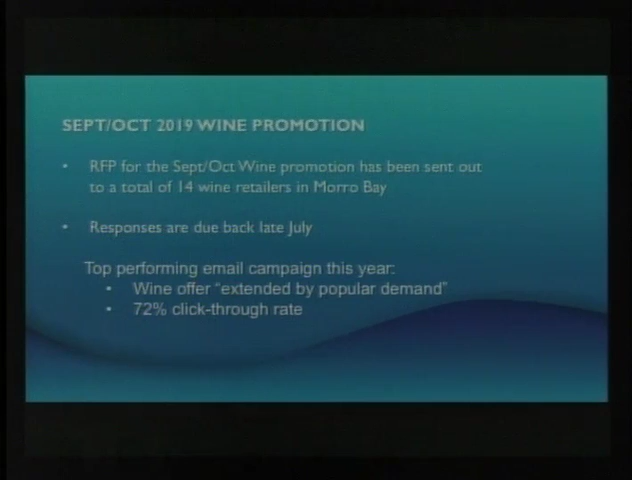 SEPT/OCT 2019 WINE PROMOTION
• RFP for the Sept/Oct Wine promotion has been sent out
to a total of 14 wine retailers in Morro Bay
• Responses are due back late July
Top performing email campaign this year:
• Wine offer “extended by popular demand”
• 72% click-through rate